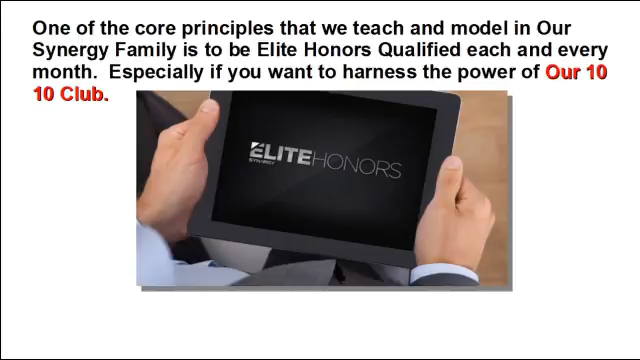 One of the core principles that we teach and model in Our
Synergy Family is to be Elite Honors Qualified each and every
month. Especially if you want to harness the power of Our 10
10 Club.
ELITEHONORS
SYNERGY